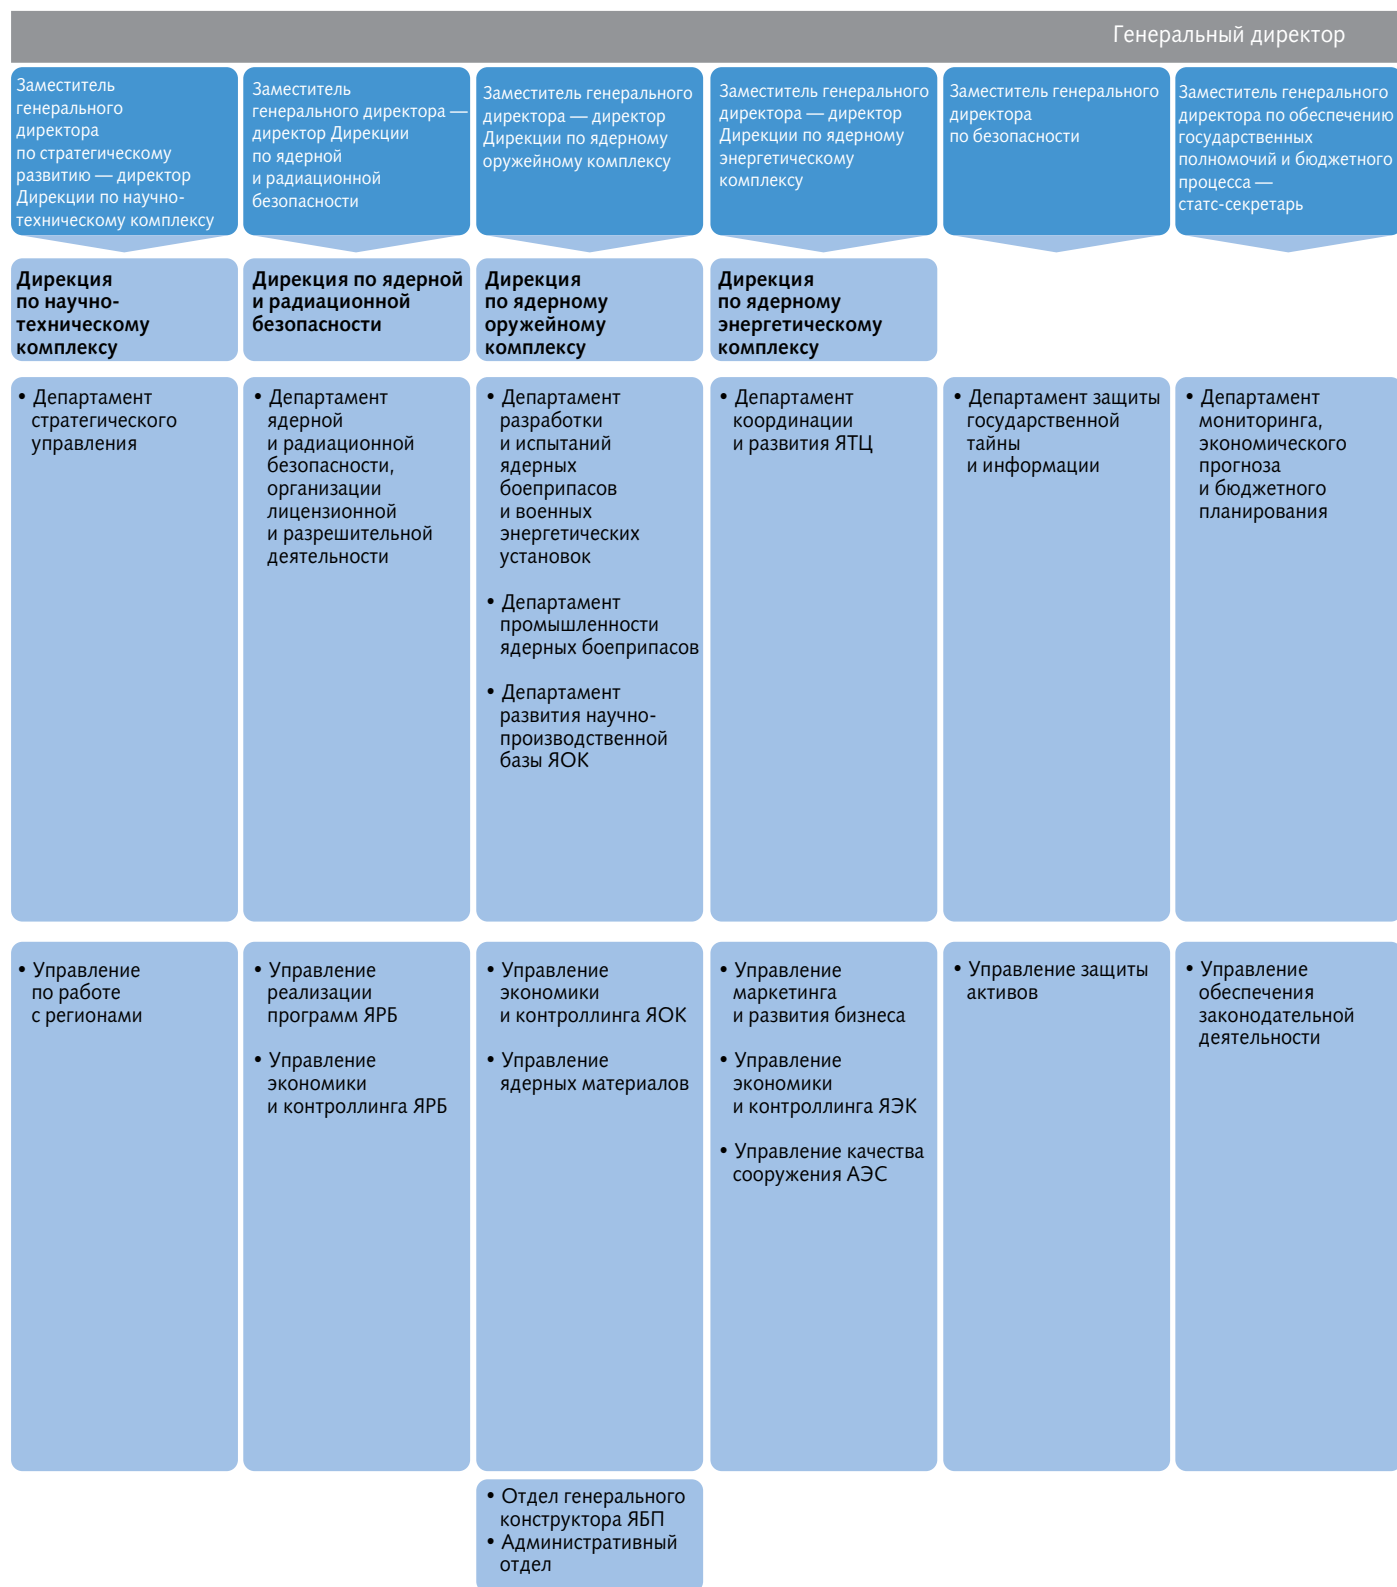 Генеральный директор
Заместитель
генерального
директора
по стратегическому
развитию — директор
Дирекции по научно-
техническому комплексу
Заместитель
генерального директора —
директор Дирекции
по ядерной
и радиационной
безопасности
Заместитель генерального
директора — директор
Дирекции по ядерному
оружейному комплексу
Заместитель генерального
директора — директор
Дирекции по ядерному
энергетическому
комплексу
Заместитель генерального
директора
по безопасности
Заместитель генерального
директора по обеспечению
государственных
полномочий и бюджетного
процесса —
статс-секретарь
Дирекция
по научно-
техническому
комплексу
Дирекция по ядерной
и радиационной
безопасности
Дирекция
по ядерному
оружейному
комплексу
Дирекция
по ядерному
энергетическому
комплексу
• Департамент
стратегического
управления
• Департамент
ядерной
и радиационной
безопасности,
организации
лицензионной
и разрешительной
деятельности
• Департамент
разработки
и испытаний
ядерных
боеприпасов
и военных
энергетических
установок
• Департамент
промышленности
ядерных боеприпасов
• Департамент
развития научно-
производственной
базы ЯОК
• Департамент
координации
и развития ЯТЦ
• Департамент защиты
государственной
тайны
и информации
• Департамент
мониторинга,
экономического
прогноза
и бюджетного
планирования
• Управление
по работе
с регионами
• Управление
реализации
программ ЯРБ
• Управление
экономики
и контроллинга ЯРБ
• Управление
экономики
и контроллинга ЯОК
• Управление
ядерных материалов
• Управление
маркетинга
и развития бизнеса
• Управление
экономики
и контроллинга ЯЭК
• Управление качества
сооружения АЭС
• Управление защиты
активов
• Управление
обеспечения
законодательной
деятельности
• Отдел генерального
конструктора ЯБП
• Административный
отдел